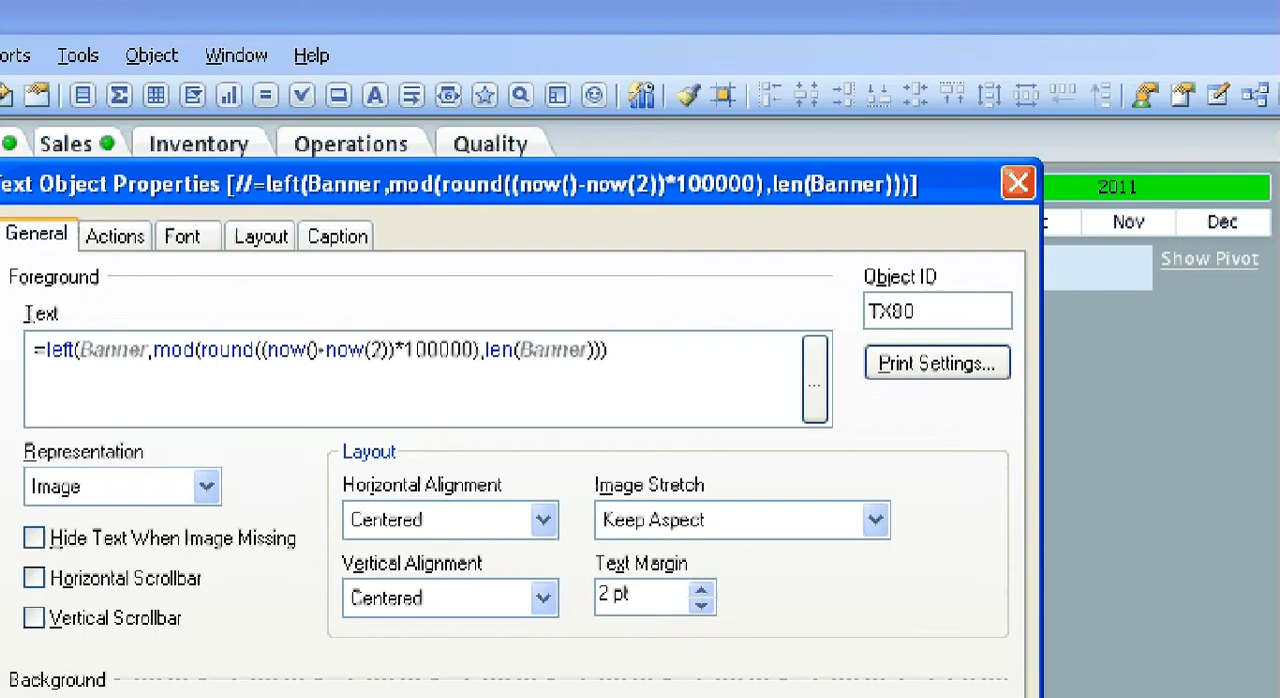 orts Tools Object Window Help
Sales Inventory Operations Quality
ext Object Properties [//=left(Banner,mod(round((now()-now(2))*100000),len(Banner)))]
2011
Nov Dec
General Actions Font Layout Caption
Show Pivot
Foreground
Object ID
Text
TX80
=left(Banner,mod(round((now()-now(2))*100000),len(Banner)))
Print Settings...
...
Representation
Layout
Image
Horizontal Alignment
Image Stretch
Centered
Keep Aspect
Hide Text When Image Missing
Vertical Alignment
Text Margin
Horizontal Scrollbar
Centered
2 pt
Vertical Scrollbar
Background